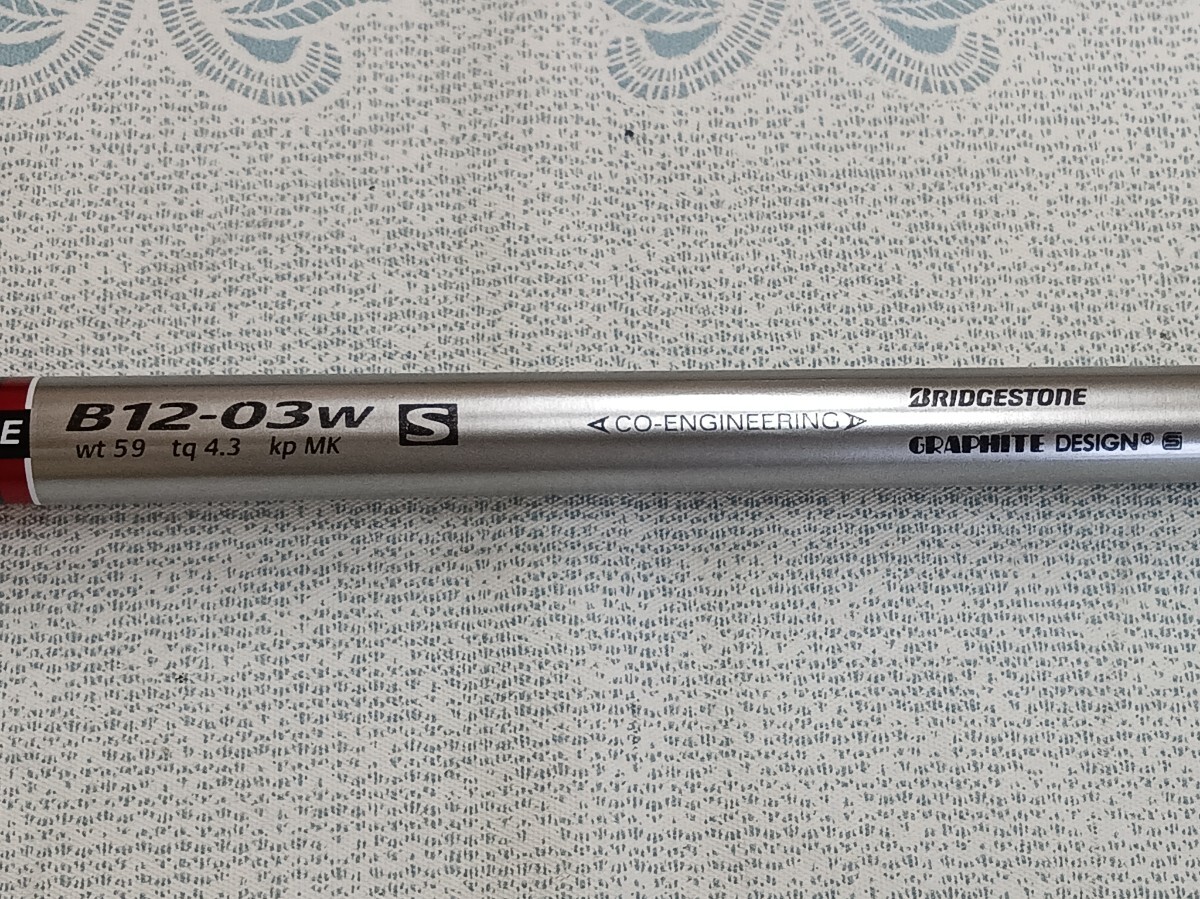 E
B12-03w S
wt 59 tq 4.3 kp MK
CO-ENGINEERING
BRIDGESTONE
GRAPHITE DESIGN® S